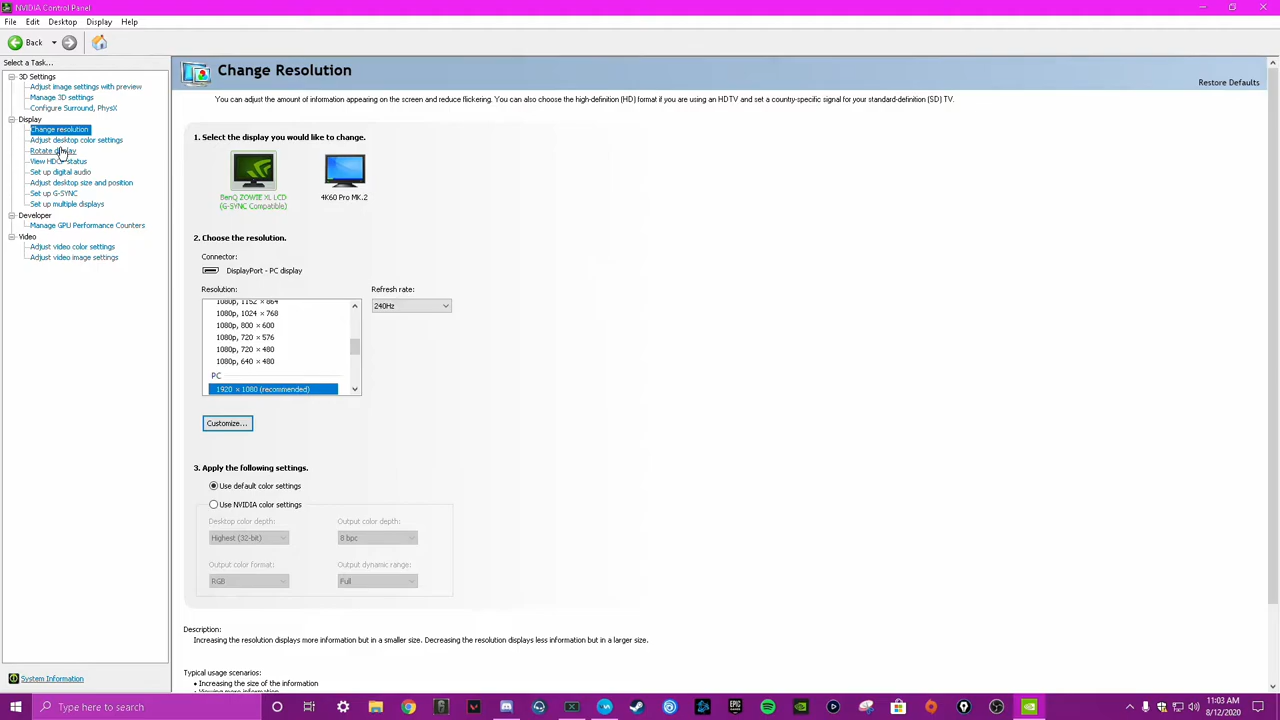 NVIDIA Control Panel
File Edit Desktop Display Help
Back
Select a Task...
3D Settings
Adjust image settings with preview
Manage 3D settings
Configure Surround, PhysX
Display
Change resolution
Adjust desktop color settings
Rotate display
View HDCP status
Set up digital audio
Adjust desktop size and position
Set up G-SYNC
Set up multiple displays
Developer
Manage GPU Performance Counters
Video
Adjust video color settings
Adjust video image settings
System Information
Change Resolution
Restore Defaults
You can adjust the amount of information appearing on the screen and reduce flickering. You can also choose the high-definition (HD) format if you are using an HDTV and set a country-specific signal for your standard-definition (SD) TV.
1. Select the display you would like to change.
BenQ ZOWIE XL LCD
(G-SYNC Compatible)
4K60 Pro MK.2
2. Choose the resolution.
Connector:
DisplayPort - PC display
Resolution:
Refresh rate:
1080p, 1152 × 864
240Hz
1080p, 1024 × 768
1080p, 800 × 600
1080p, 720 × 576
1080p, 720 × 480
1080p, 640 × 480
PC
1920 × 1080 (recommended)
Customize...
3. Apply the following settings.
Use default color settings
Use NVIDIA color settings
Desktop color depth:
Output color depth:
Highest (32-bit)
8 bpc
Output color format:
Output dynamic range:
RGB
Full
Description:
Increasing the resolution displays more information but in a smaller size. Decreasing the resolution displays less information but in a larger size.
Typical usage scenarios:
• Increasing the size of the information
• Viewing more information
Type here to search
EPIC
11:03 AM
8/12/2020